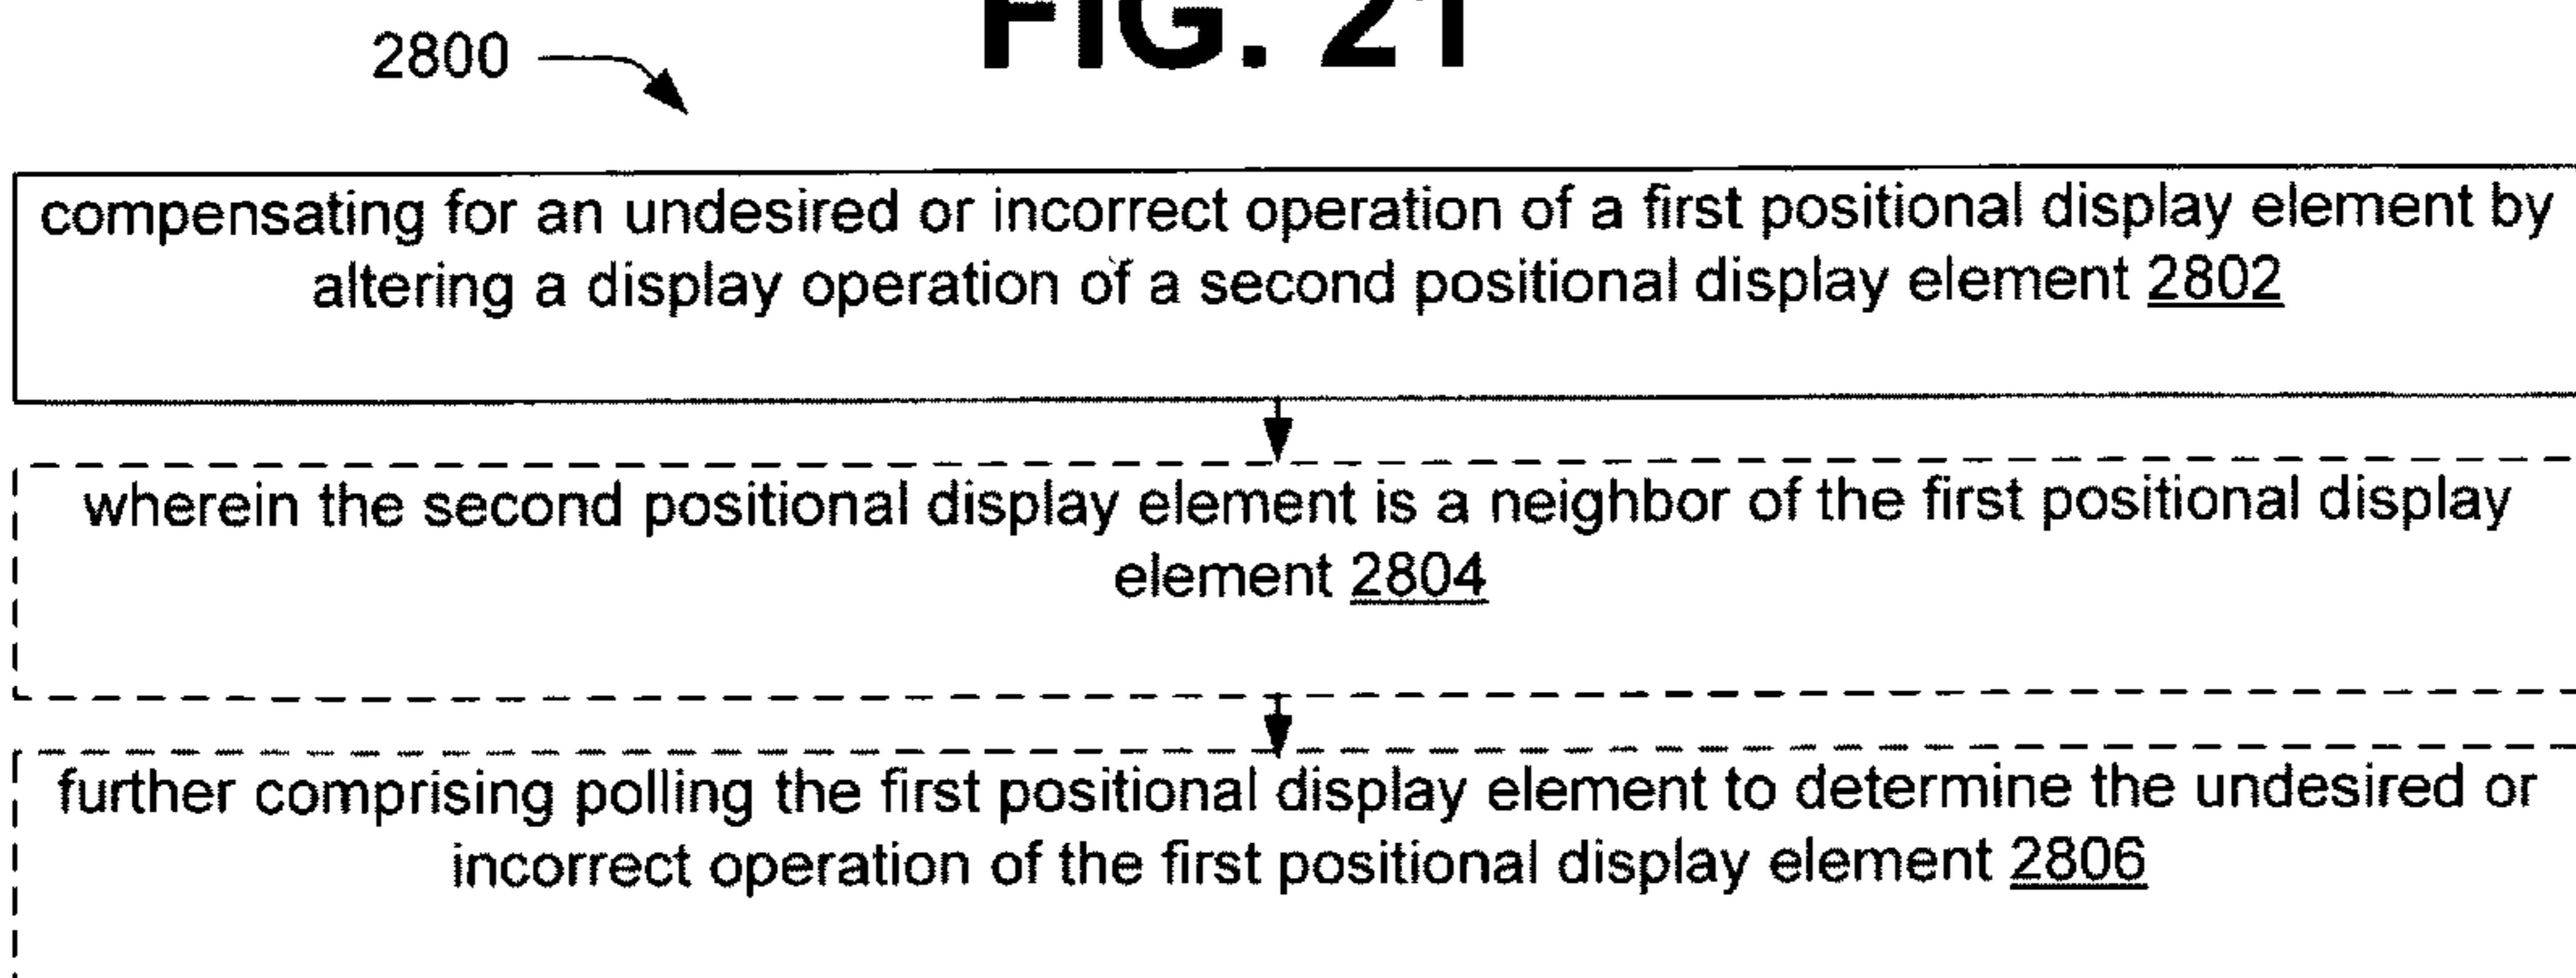 FIG. 21
2800
compensating for an undesired or incorrect operation of a first positional display element by
altering a display operation of a second positional display element 2802
wherein the second positional display element is a neighbor of the first positional display
element 2804
further comprising polling the first positional display element to determine the undesired or
incorrect operation of the first positional display element 2806